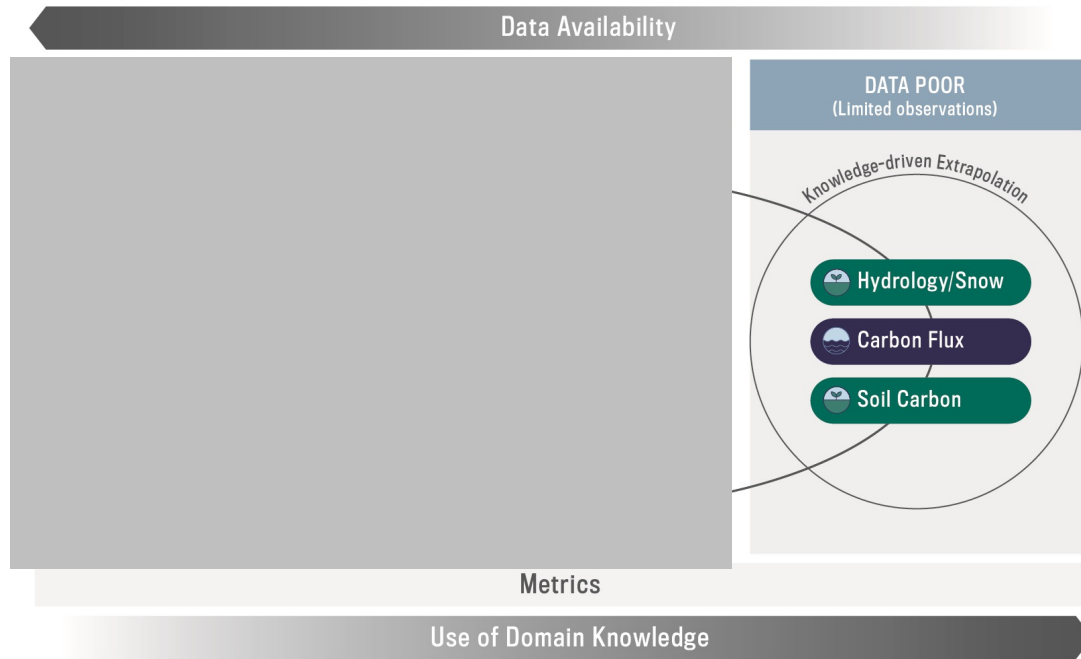 Data Availability
DATA POOR
(Limited observations)
Knowledge-driven Extrapolation
Hydrology/Snow
Carbon Flux
Soil Carbon
Metrics
Use of Domain Knowledge